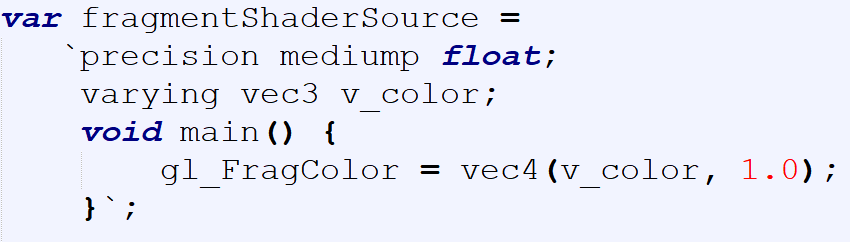 var fragmentShaderSource =
`precision mediump float;
varying vec3 v_color;
void main() {
gl_FragColor = vec4(v_color, 1.0);
}`;